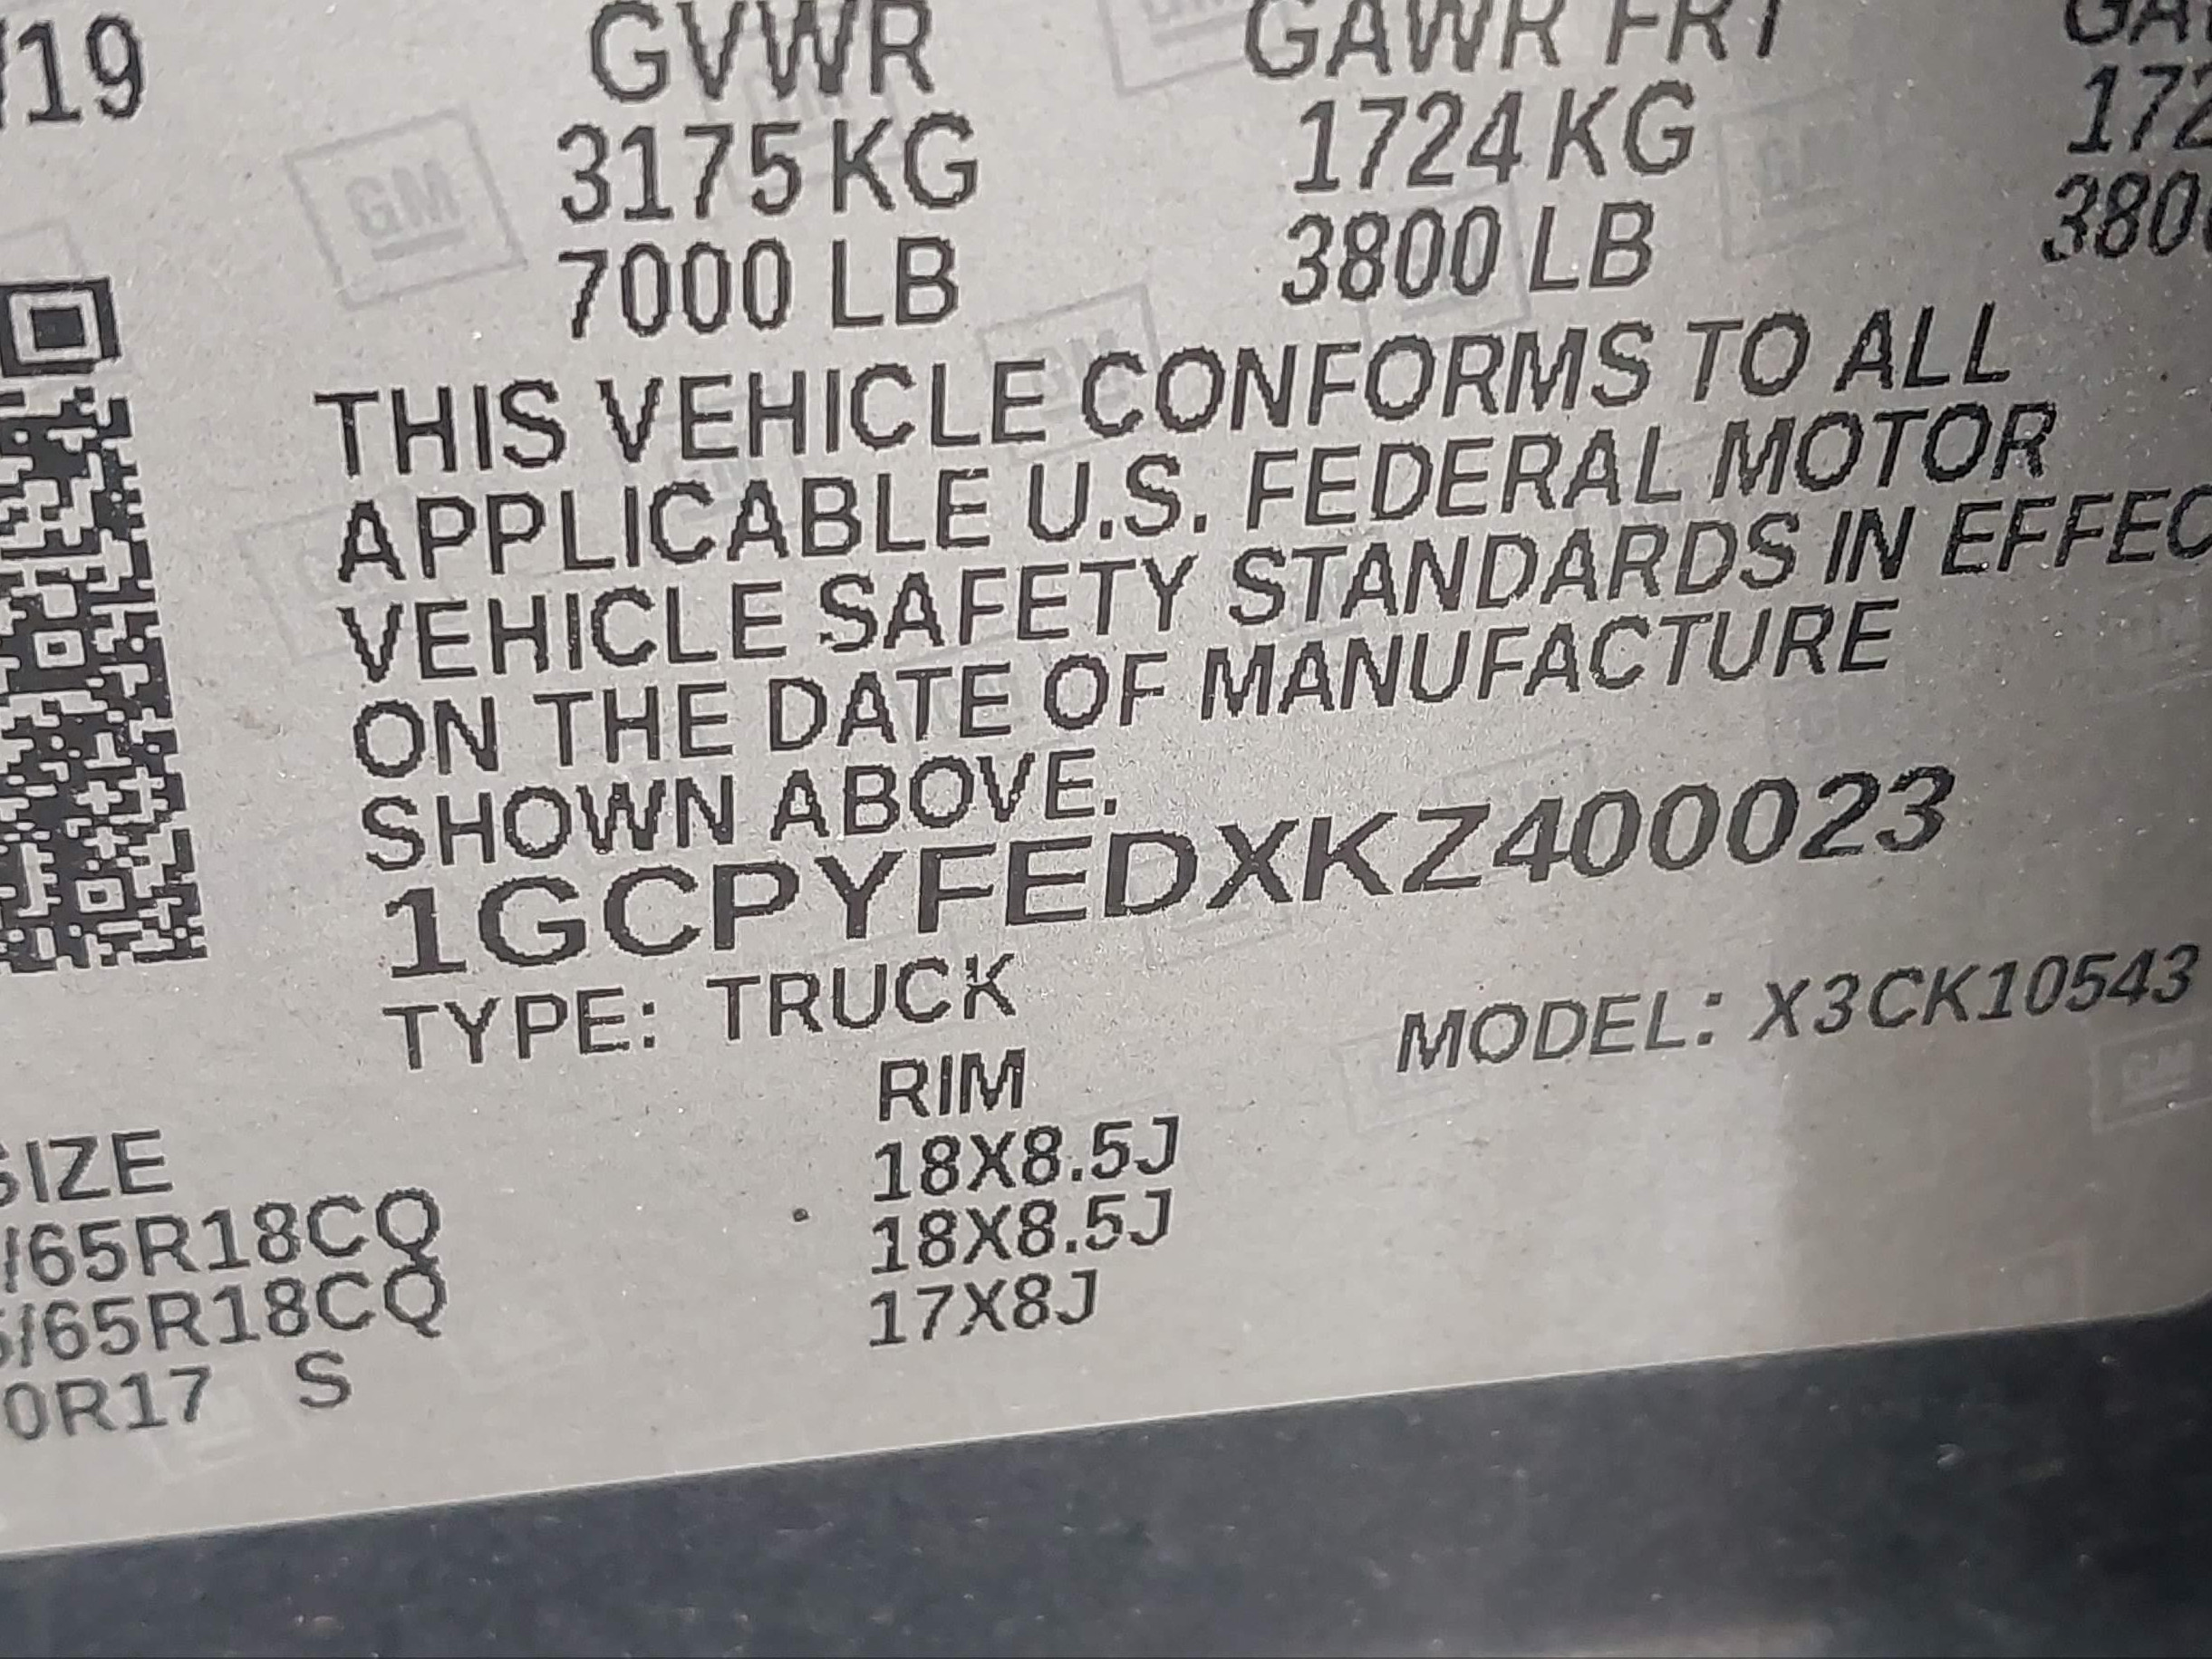 /19
GVWR
GAWR FRT
3175 KG
1724 KG
7000 LB
3800 LB
THIS VEHICLE CONFORMS TO ALL
APPLICABLE U.S. FEDERAL MOTOR
VEHICLE SAFETY STANDARDS IN EFFEC
ON THE DATE OF MANUFACTURE
SHOWN ABOVE.
1GCPYFEDXKZ400023
TYPE: TRUCK
MODEL: X3CK10543
SIZE
RIM
/65R18CQ
18X8.5J
/65R18CQ
18X8.5J
0R17 S
17X8J
GM